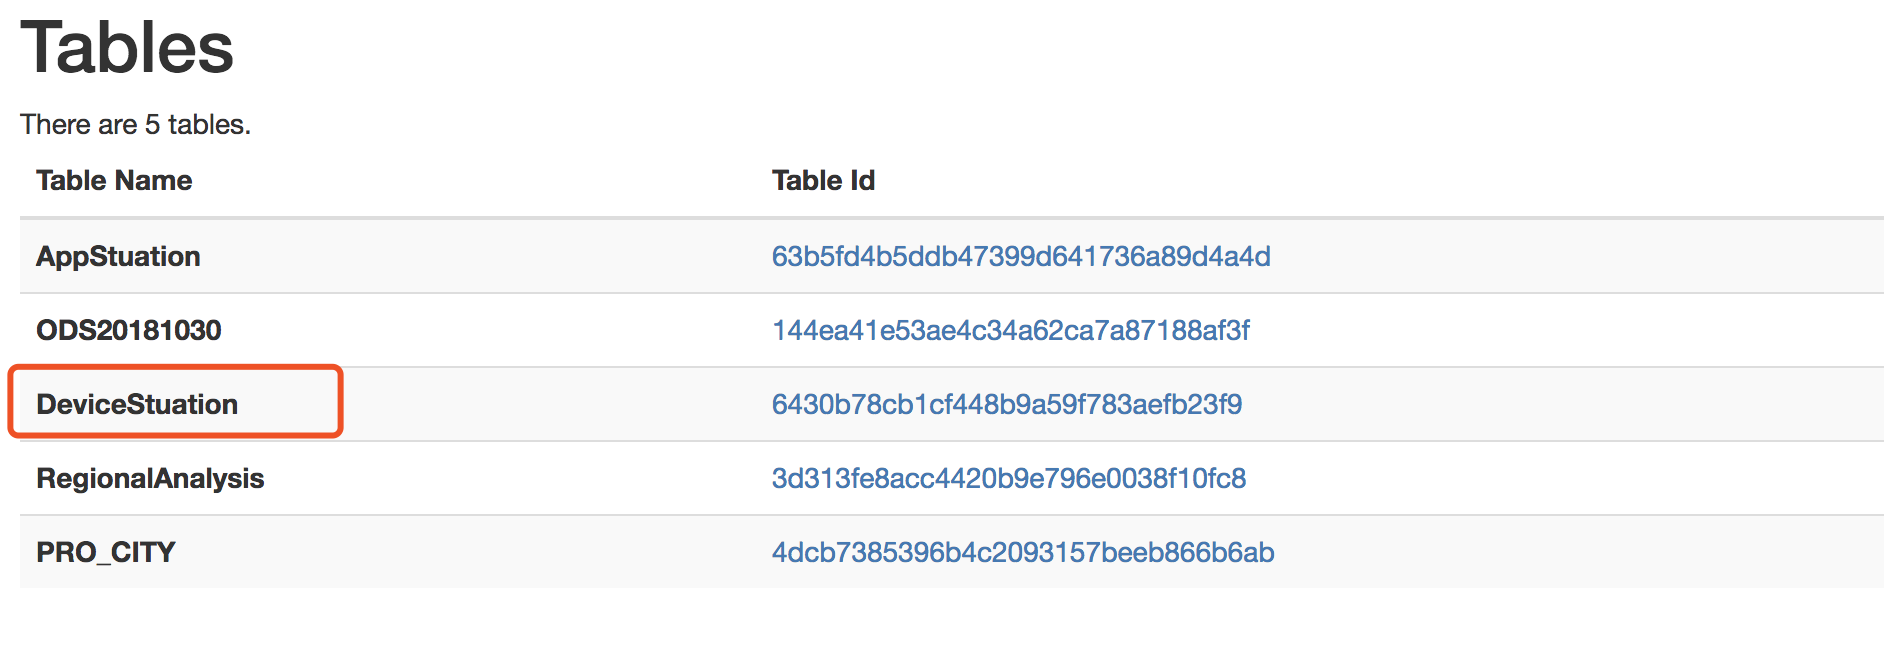 Tables
There are 5 tables.
Table Name Table Id
AppStuation 63b5fd4b5ddb47399d641736a89d4a4d
ODS20181030 144ea41e53ae4c34a62ca7a87188af3f
DeviceStuation 6430b78cb1cf448b9a59f783aefb23f9
RegionalAnalysis 3d313fe8acc4420b9e796e0038f10fc8
PRO_CITY 4dcb7385396b4c2093157beeb866b6ab